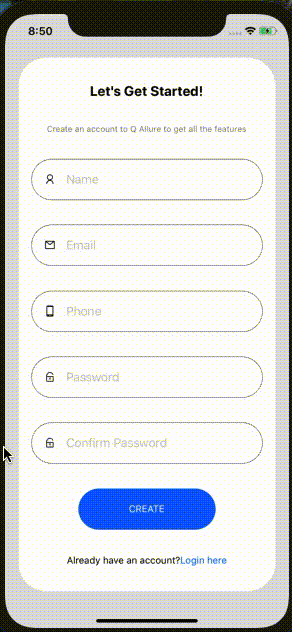 8:50
Let's Get Started!
Create an account to Q Allure to get all the features
Name
Email
Phone
Password
Confirm Password
CREATE
Already have an account?Login here